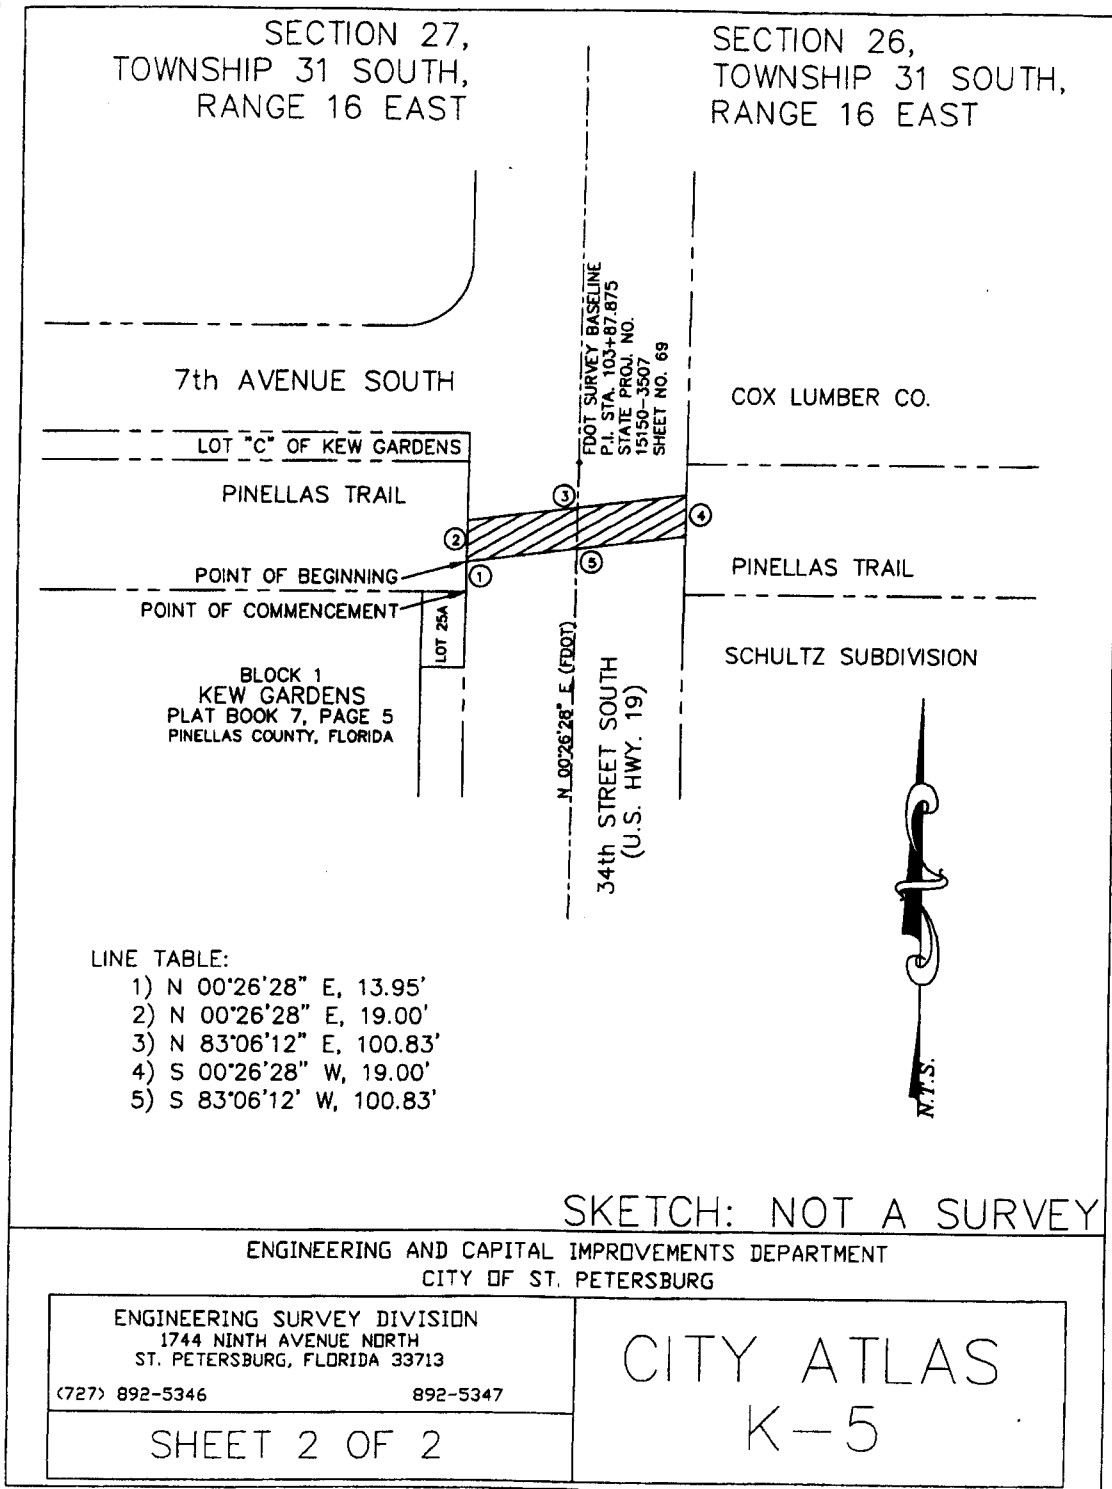 SECTION 27,
TOWNSHIP 31 SOUTH,
RANGE 16 EAST
SECTION 26,
TOWNSHIP 31 SOUTH,
RANGE 16 EAST
FDOT SURVEY BASELINE
P.I. STA. 103+87.875
STATE PROJ. NO.
15150-3507
SHEET NO. 69
7th AVENUE SOUTH
COX LUMBER CO.
LOT "C" OF KEW GARDENS
PINELLAS TRAIL
3
4
2
5
1
POINT OF BEGINNING
PINELLAS TRAIL
POINT OF COMMENCEMENT
LOT 25A
SCHULTZ SUBDIVISION
BLOCK 1
KEW GARDENS
PLAT BOOK 7, PAGE 5
PINELLAS COUNTY, FLORIDA
N 00°26'28" E (FDOT)
34th STREET SOUTH
(U.S. HWY. 19)
N.T.S.
LINE TABLE:
1) N 00°26'28" E, 13.95'
2) N 00°26'28" E, 19.00'
3) N 83°06'12" E, 100.83'
4) S 00°26'28" W, 19.00'
5) S 83°06'12' W, 100.83'
SKETCH: NOT A SURVEY
ENGINEERING AND CAPITAL IMPROVEMENTS DEPARTMENT
CITY OF ST. PETERSBURG
ENGINEERING SURVEY DIVISION
1744 NINTH AVENUE NORTH
ST. PETERSBURG, FLORIDA 33713
(727) 892-5346 892-5347
SHEET 2 OF 2
CITY ATLAS
K-5